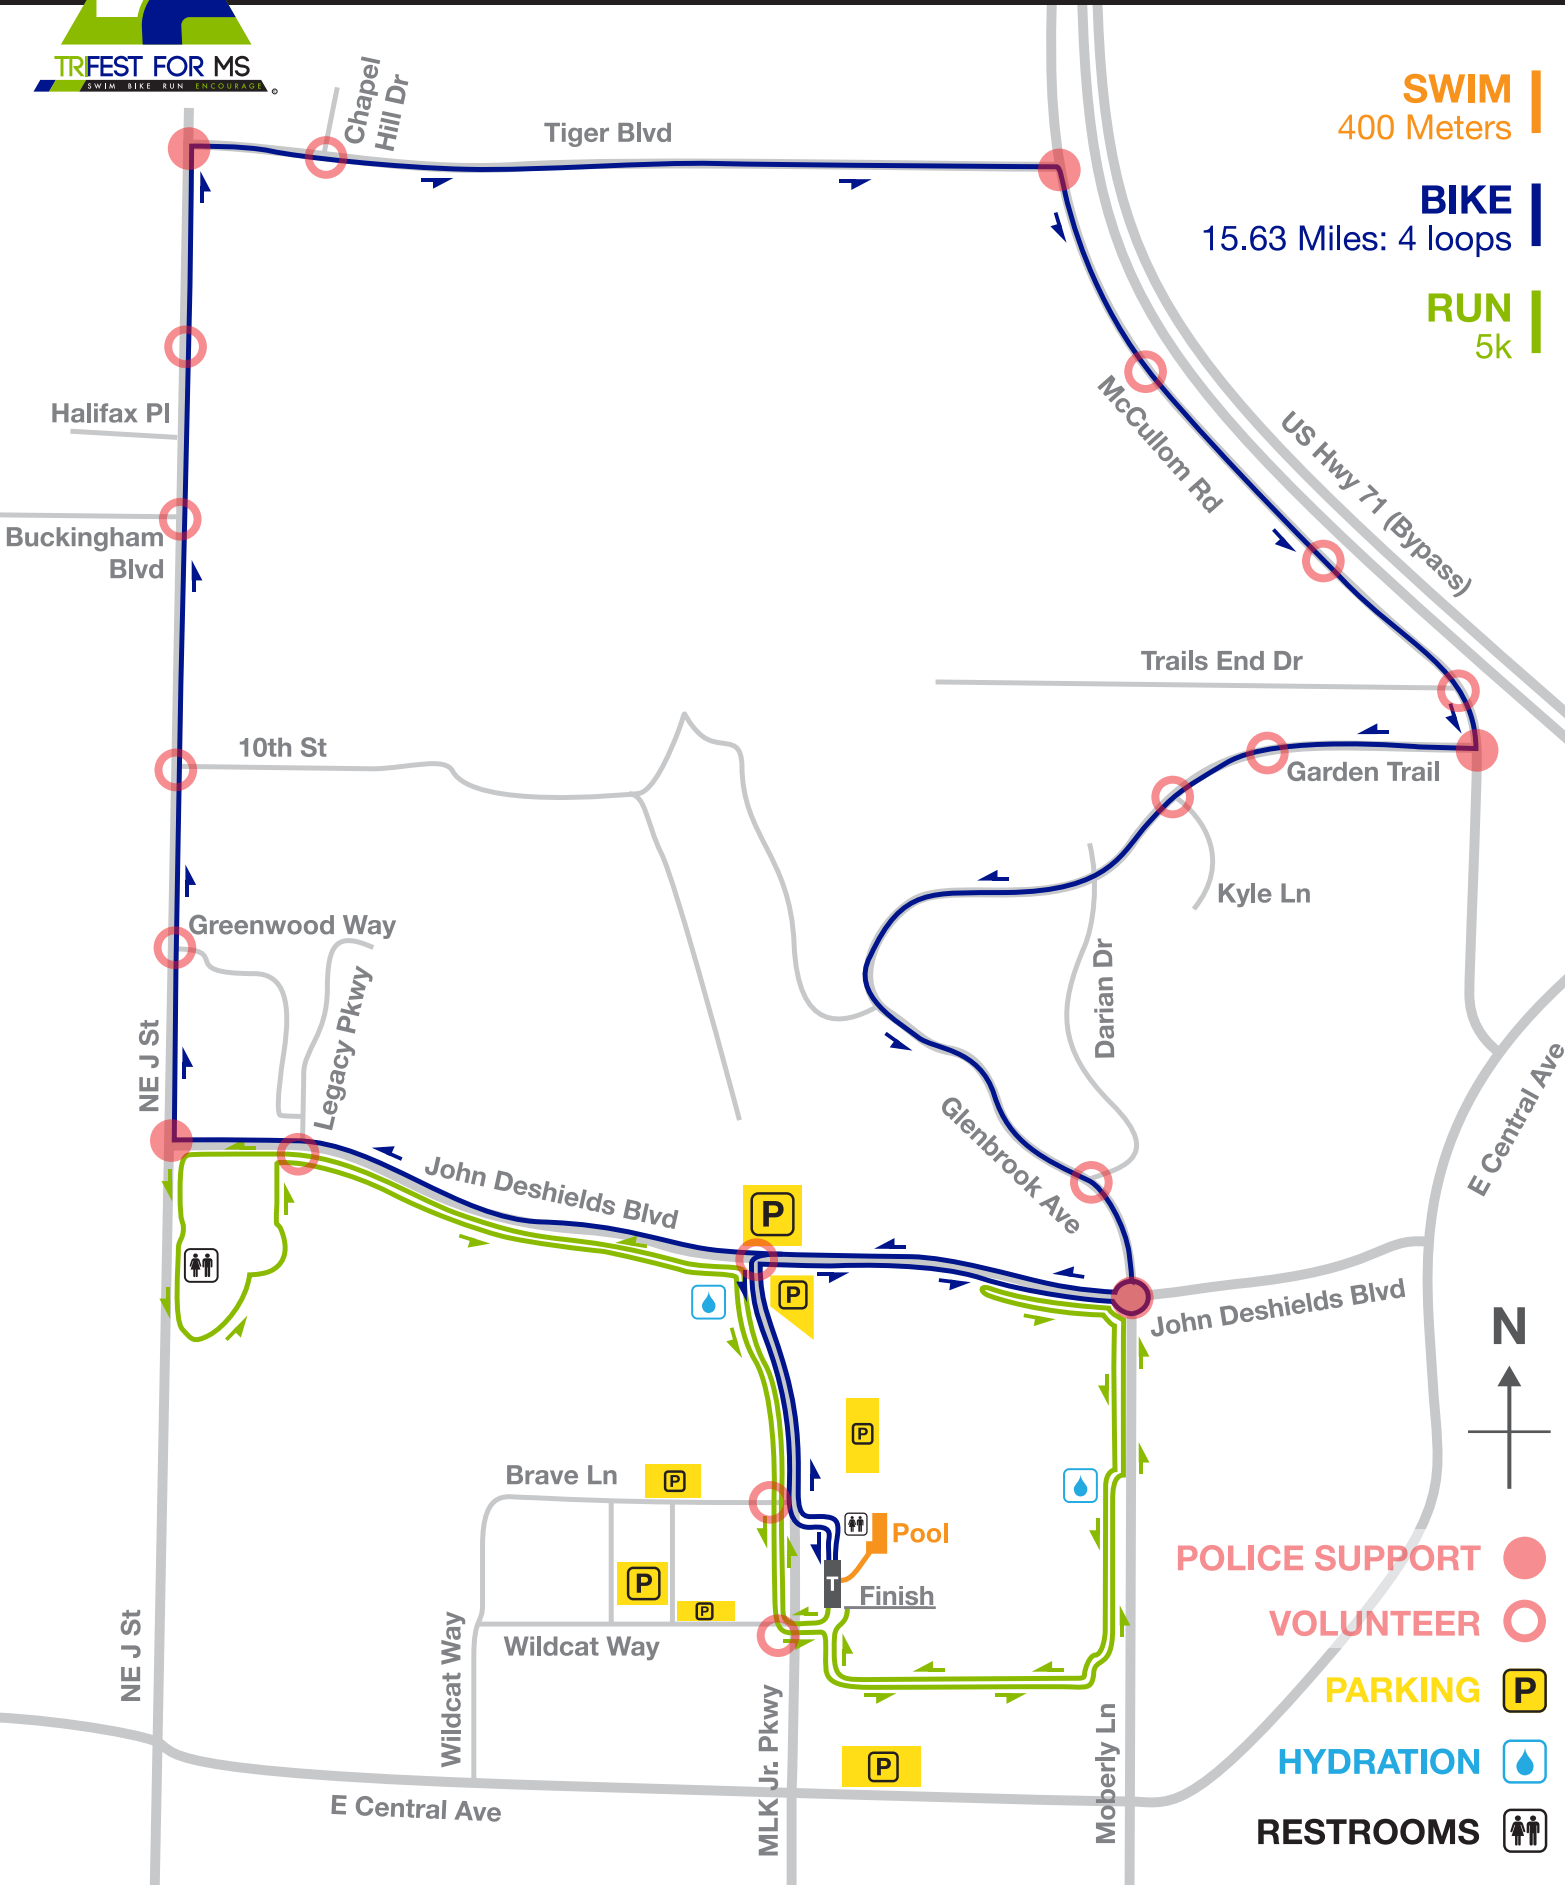 TRIFEST FOR MS
SWIM BIKE RUN ENCOURAGE
SWIM
400 Meters
BIKE
15.63 Miles: 4 loops
RUN
5k
Chapel
Hill Dr
Tiger Blvd
McCullom Rd
US Hwy 71 (Bypass)
Halifax Pl
Buckingham
Blvd
Trails End Dr
10th St
Garden Trail
Kyle Ln
Greenwood Way
Legacy Pkwy
Darian Dr
NE J St
Glenbrook Ave
E Central Ave
John Deshields Blvd
P
P
John Deshields Blvd
N
P
Brave Ln
P
Pool
P
T
Finish
P
Wildcat Way
Wildcat Way
NE J St
MLK Jr. Pkwy
Moberly Ln
P
E Central Ave
POLICE SUPPORT
VOLUNTEER
PARKING P
HYDRATION
RESTROOMS